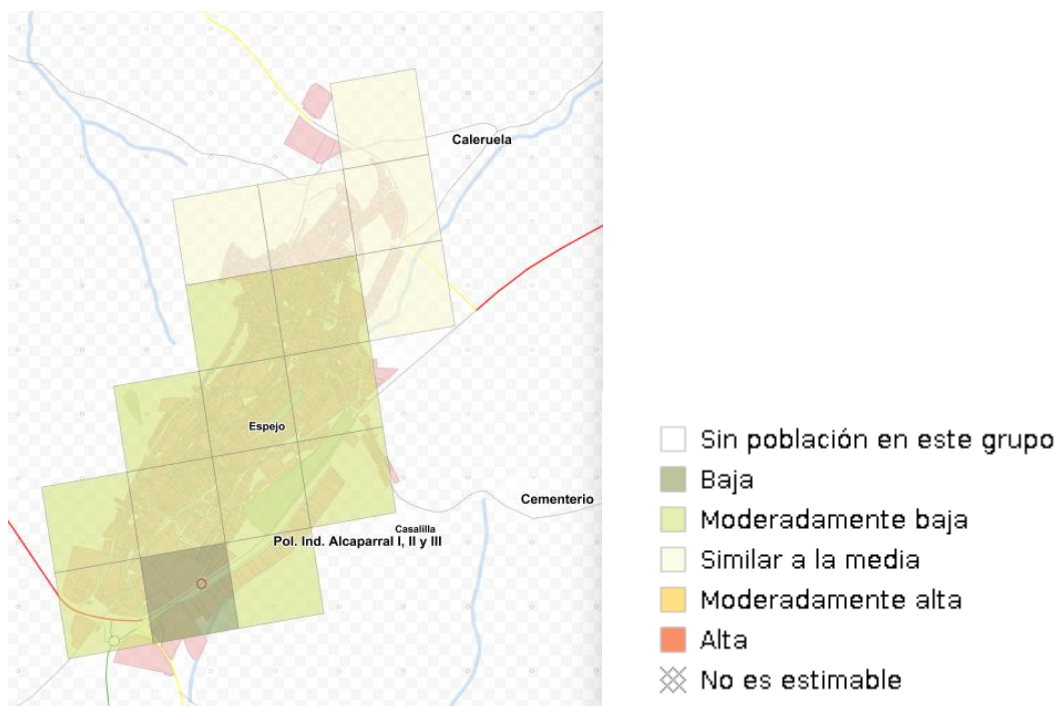 Caleruela
Espejo
Cementerio
Casalilla
Pol. Ind. Alcaparral I, II y III
Sin población en este grupo
Baja
Moderadamente baja
Similar a la media
Moderadamente alta
Alta
No es estimable